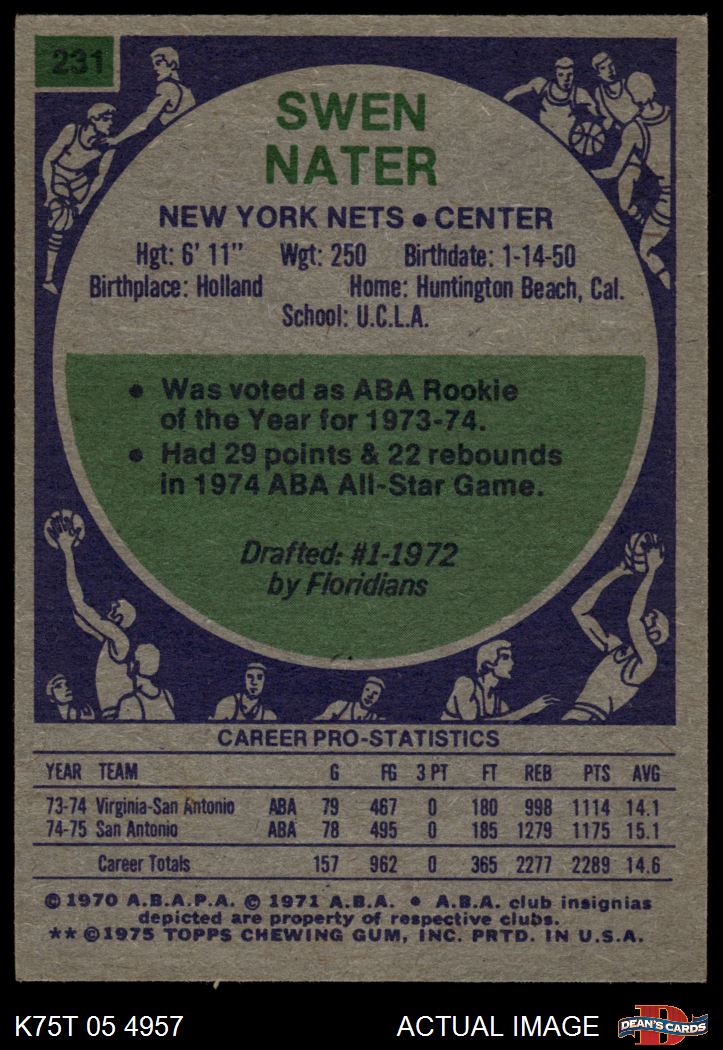 231
SWEN
NATER
NEW YORK NETS • CENTER
Hgt: 6' 11" Wgt: 250 Birthdate: 1-14-50
Birthplace: Holland Home: Huntington Beach, Cal.
School: U.C.L.A.
• Was voted as ABA Rookie
of the Year for 1973-74.
• Had 29 points & 22 rebounds
in 1974 ABA All-Star Game.
Drafted: #1-1972
by Floridians
CAREER PRO-STATISTICS
YEAR TEAM G FG 3 PT FT REB PTS AVG
73-74 Virginia-San Antonio ABA 79 467 0 180 998 1114 14.1
74-75 San Antonio ABA 78 495 0 185 1279 1175 15.1
Career Totals 157 962 0 365 2277 2289 14.6
© 1970 A.B.A.P.A. © 1971 A.B.A. • A.B.A. club insignias
depicted are property of respective clubs.
** © 1975 TOPPS CHEWING GUM, INC. PRTD. IN U.S.A.
K75T 05 4957 ACTUAL IMAGE D DEAN'S CARDS